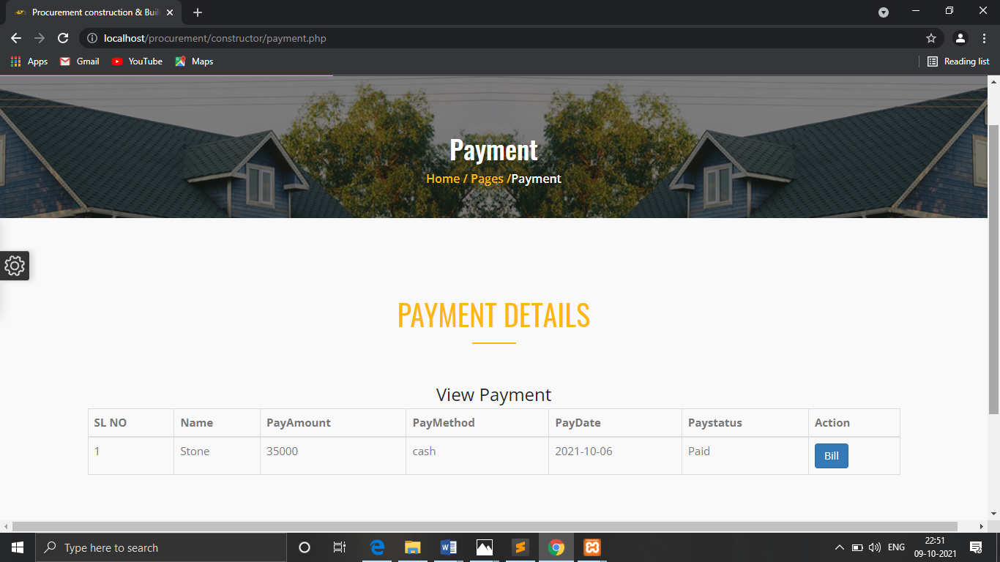 Procurement construction & Buil
localhost/procurement/constructor/payment.php
Apps Gmail YouTube Maps Reading list
Payment
Home / Pages /Payment
PAYMENT DETAILS
View Payment
SL NO Name PayAmount PayMethod PayDate Paystatus Action
1 Stone 35000 cash 2021-10-06 Paid Bill
Type here to search
ENG
22:51
09-10-2021